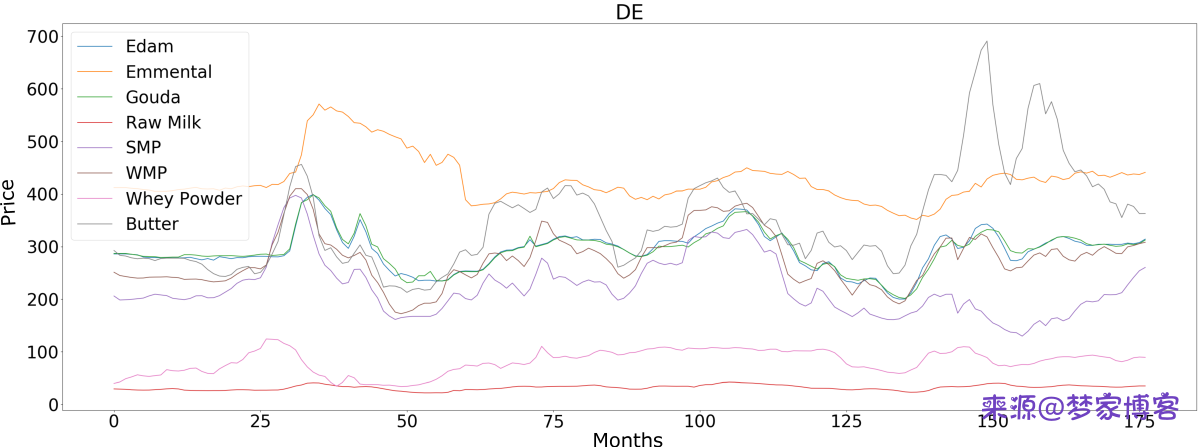 DE
700
600
500
400
300
200
100
0
Price
Edam
Emmental
Gouda
Raw Milk
SMP
WMP
Whey Powder
Butter
0 25 50 75 100 125 150 175
Months
来源@梦家博客